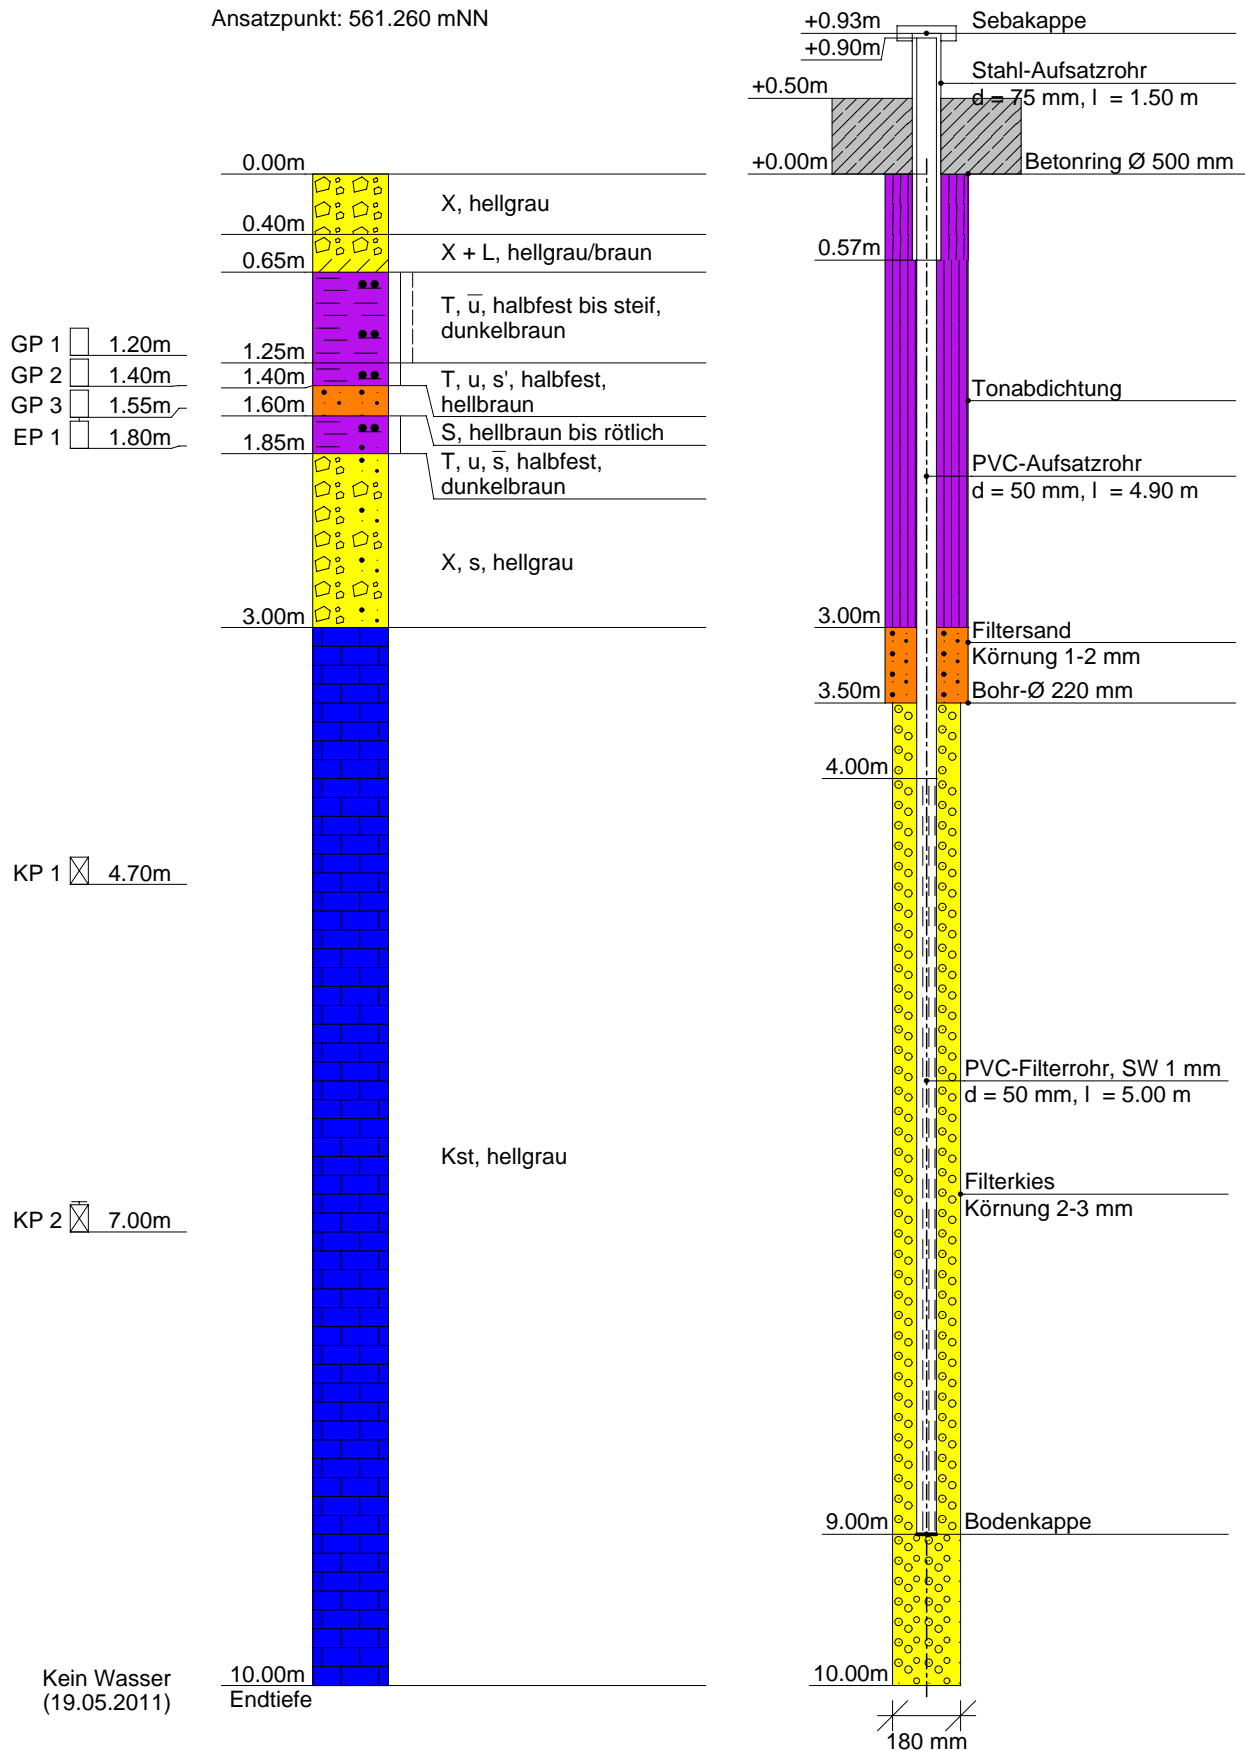 Ansatzpunkt: 561.260 mNN
0.00m
0.40m
0.65m
1.25m
1.40m
1.60m
1.85m
3.00m
10.00m
Endtiefe
X, hellgrau
X + L, hellgrau/braun
T, u̅, halbfest bis steif,
dunkelbraun
T, u, s', halbfest,
hellbraun
S, hellbraun bis rötlich
T, u, s̅, halbfest,
dunkelbraun
X, s, hellgrau
Kst, hellgrau
GP 1 1.20m
GP 2 1.40m
GP 3 1.55m
EP 1 1.80m
KP 1 4.70m
KP 2 7.00m
Kein Wasser
(19.05.2011)
+0.93m
+0.90m
+0.50m
+0.00m
0.57m
3.00m
3.50m
4.00m
9.00m
10.00m
Sebakappe
Stahl-Aufsatzrohr
d = 75 mm, l = 1.50 m
Betonring Ø 500 mm
Tonabdichtung
PVC-Aufsatzrohr
d = 50 mm, l = 4.90 m
Filtersand
Körnung 1-2 mm
Bohr-Ø 220 mm
PVC-Filterrohr, SW 1 mm
d = 50 mm, l = 5.00 m
Filterkies
Körnung 2-3 mm
Bodenkappe
180 mm